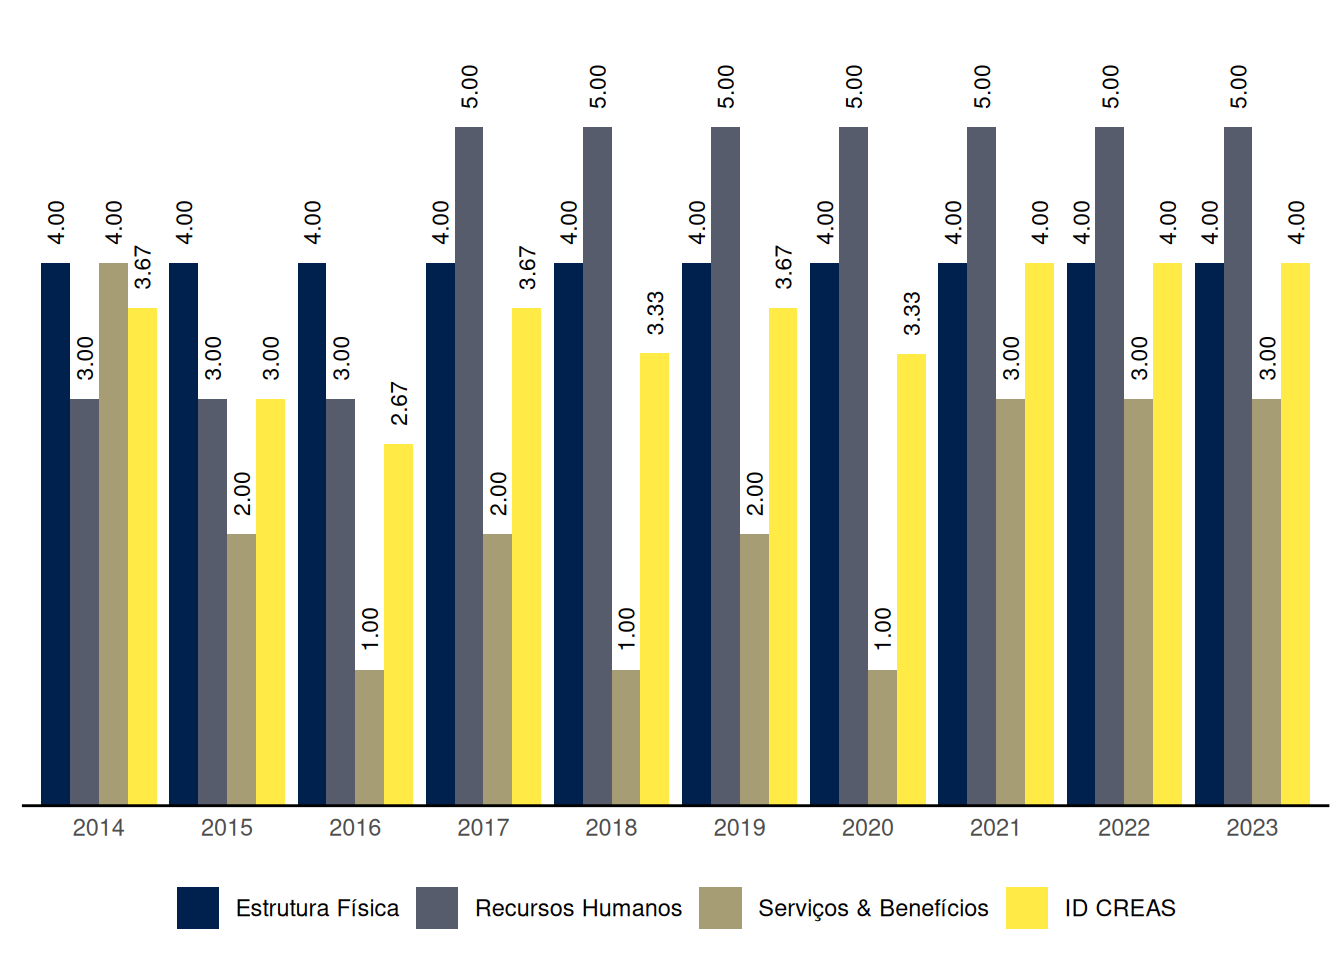 5.00 5.00 5.00 5.00 5.00 5.00 5.00
4.00 4.00 4.00 4.00 4.00 4.00 4.00 4.00 4.00 4.00 4.00 4.00 4.00 4.00
3.67 3.67 3.67
3.33 3.33
3.00 3.00 3.00 3.00 3.00 3.00 3.00
2.67
2.00 2.00 2.00
1.00 1.00 1.00
2014 2015 2016 2017 2018 2019 2020 2021 2022 2023
Estrutura Física Recursos Humanos Serviços & Benefícios ID CREAS